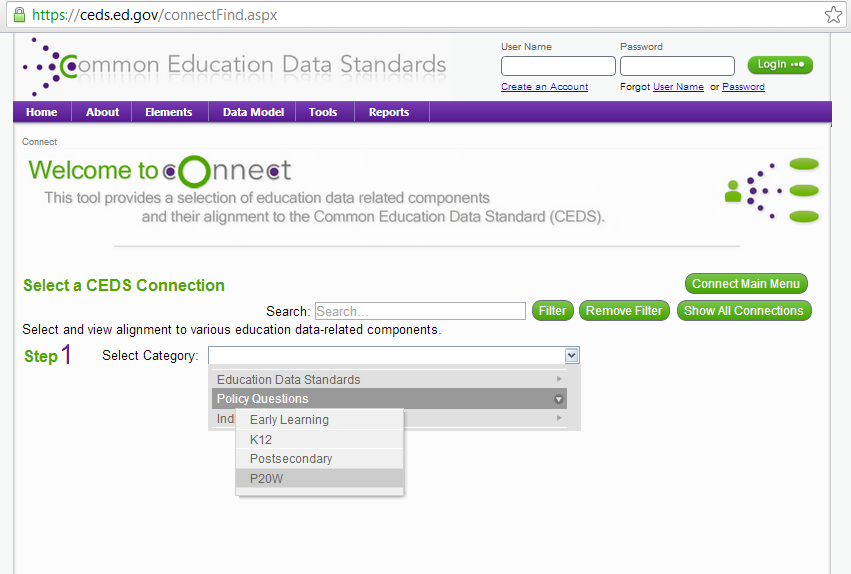 https://ceds.ed.gov/connectFind.aspx
Common Education Data Standards
User Name Password
Login
Create an Account Forgot User Name or Password
Home About Elements Data Model Tools Reports
Connect
Welcome to connect
This tool provides a selection of education data related components
and their alignment to the Common Education Data Standard (CEDS).
Select a CEDS Connection
Connect Main Menu
Search: Search... Filter Remove Filter Show All Connections
Select and view alignment to various education data-related components.
Step 1 Select Category:
Education Data Standards
Policy Questions
Ind
Early Learning
K12
Postsecondary
P20W